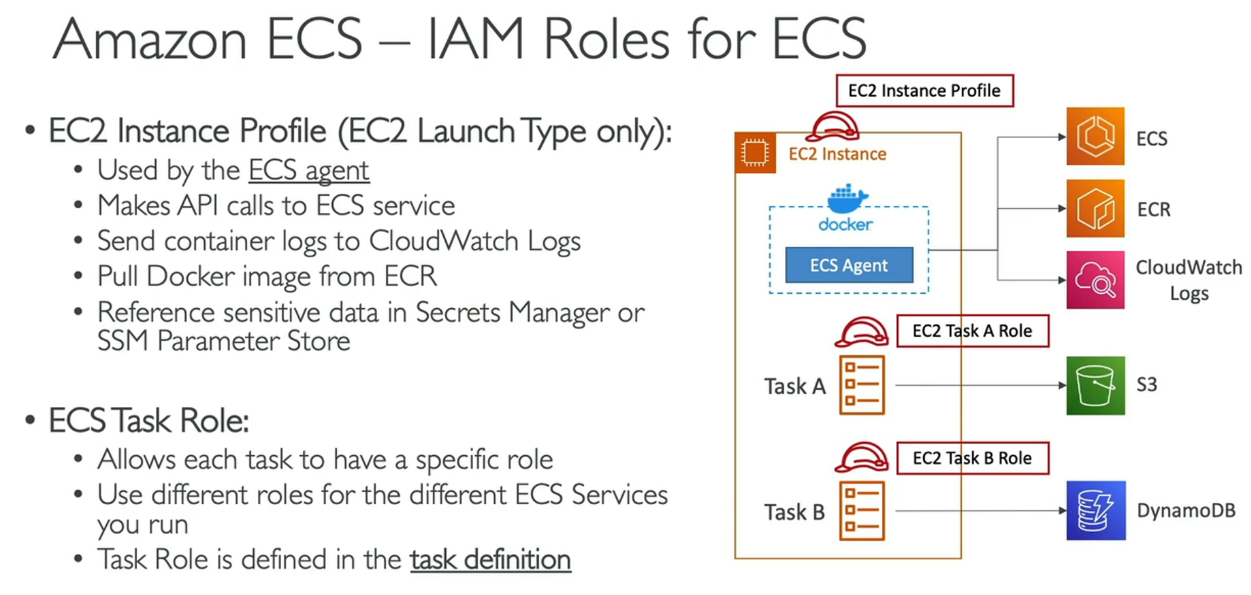 Amazon ECS – IAM Roles for ECS
• EC2 Instance Profile (EC2 Launch Type only):
• Used by the ECS agent
• Makes API calls to ECS service
• Send container logs to CloudWatch Logs
• Pull Docker image from ECR
• Reference sensitive data in Secrets Manager or
SSM Parameter Store
• ECS Task Role:
• Allows each task to have a specific role
• Use different roles for the different ECS Services
you run
• Task Role is defined in the task definition
EC2 Instance Profile
EC2 Instance
docker
ECS Agent
ECS
ECR
CloudWatch
Logs
EC2 Task A Role
Task A
S3
EC2 Task B Role
Task B
DynamoDB